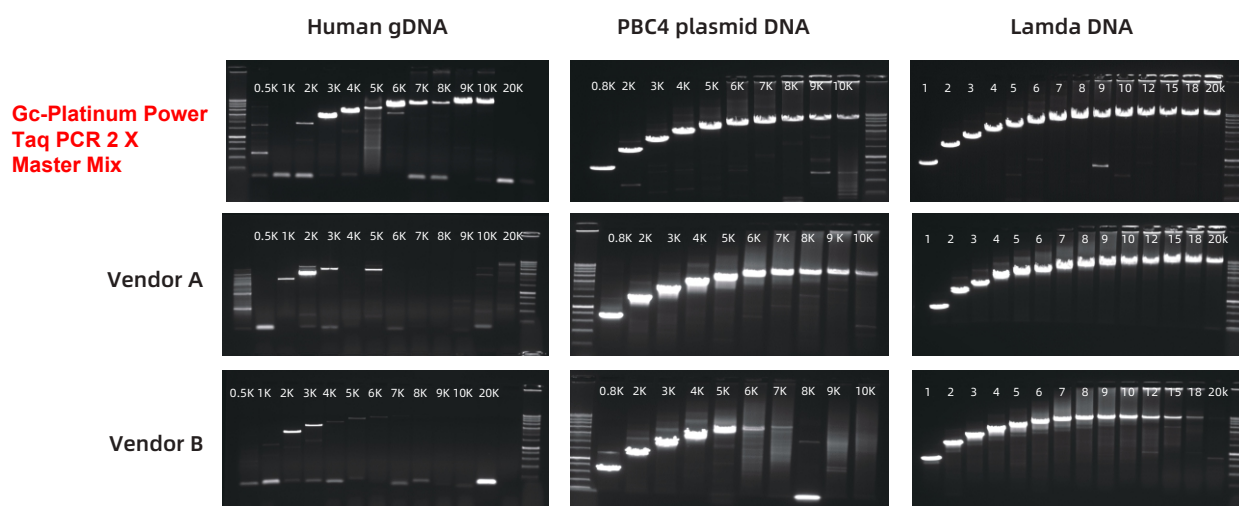 Human gDNA
PBC4 plasmid DNA
Lamda DNA
Gc-Platinum Power
Taq PCR 2 X
Master Mix
0.5K 1K 2K 3K 4K 5K 6K 7K 8K 9K 10K 20K
0.8K 2K 3K 4K 5K 6K 7K 8K 9K 10K
1 2 3 4 5 6 7 8 9 10 12 15 18 20k
Vendor A
0.5K 1K 2K 3K 4K 5K 6K 7K 8K 9K 10K 20K
0.8K 2K 3K 4K 5K 6K 7K 8K 9 K 10K
1 2 3 4 5 6 7 8 9 10 12 15 18 20k
Vendor B
0.5K 1K 2K 3K 4K 5K 6K 7K 8K 9K 10K 20K
0.8K 2K 3K 4K 5K 6K 7K 8K 9K 10K
1 2 3 4 5 6 7 8 9 10 12 15 18 20k